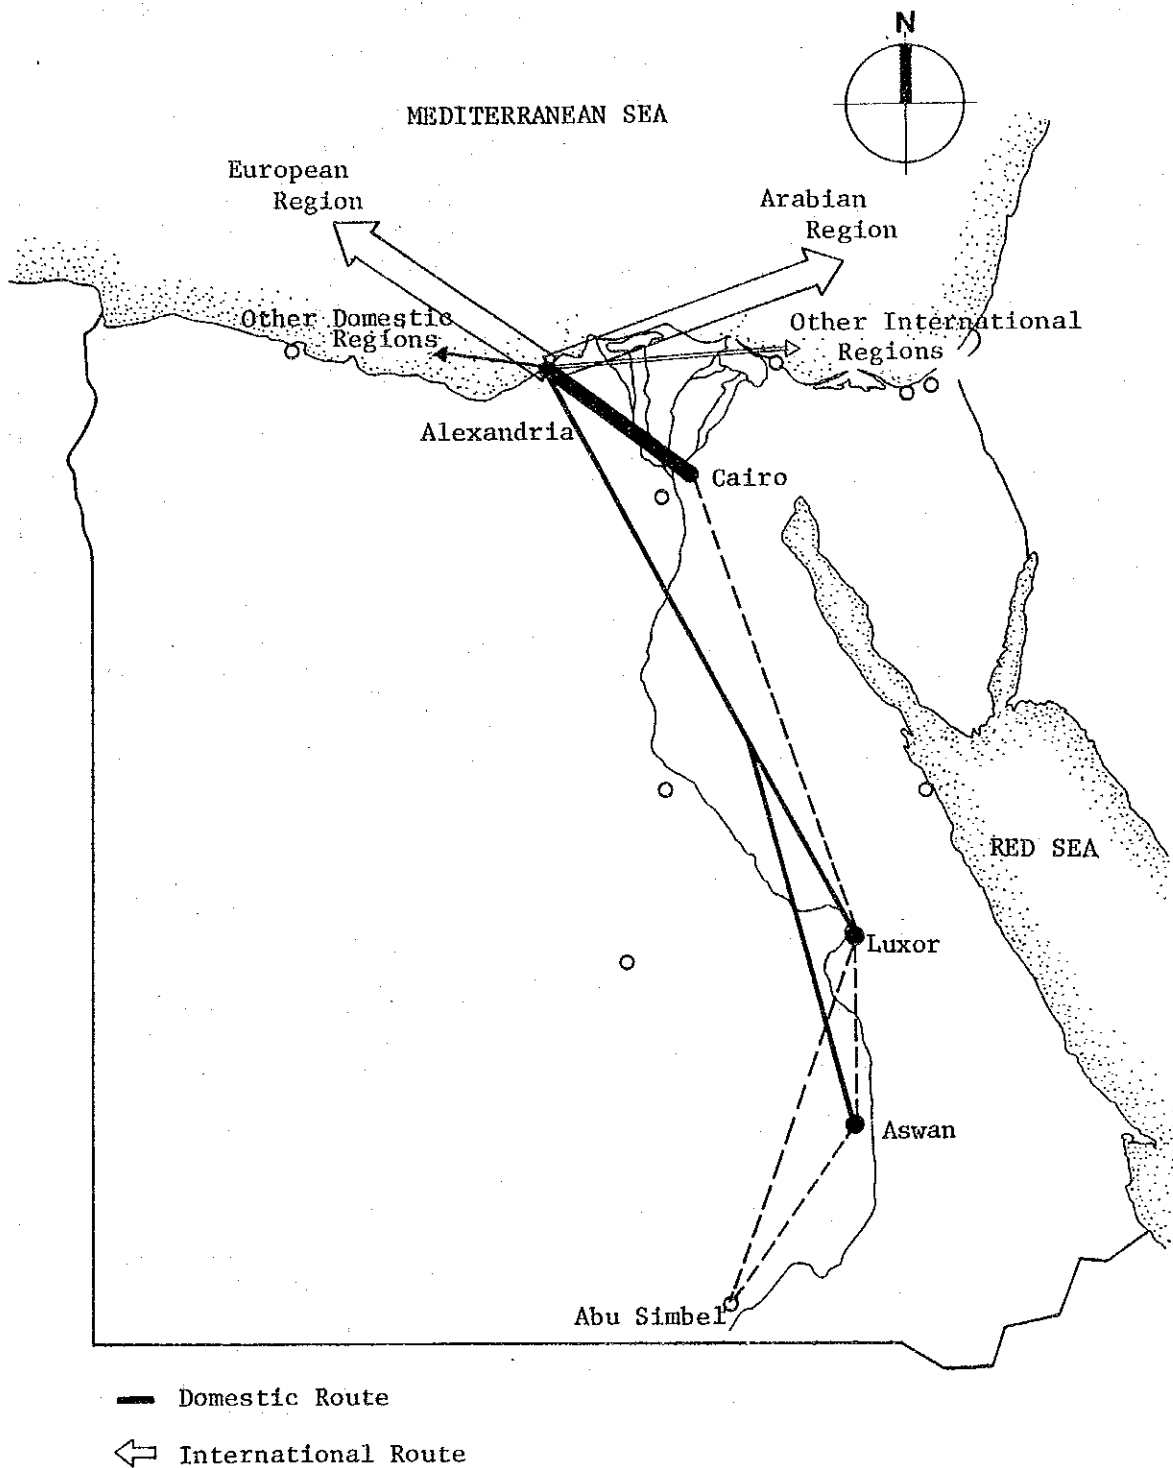 N
MEDITERRANEAN SEA
European
Region
Arabian
Region
Other Domestic
Regions
Other International
Regions
Alexandria
Cairo
RED SEA
Luxor
Aswan
Abu Simbel
Domestic Route
International Route